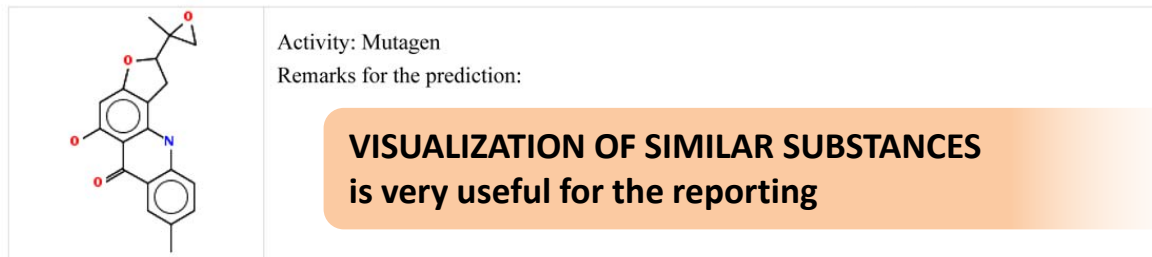 O
O
O
N
O
Activity: Mutagen
Remarks for the prediction:
VISUALIZATION OF SIMILAR SUBSTANCES
is very useful for the reporting